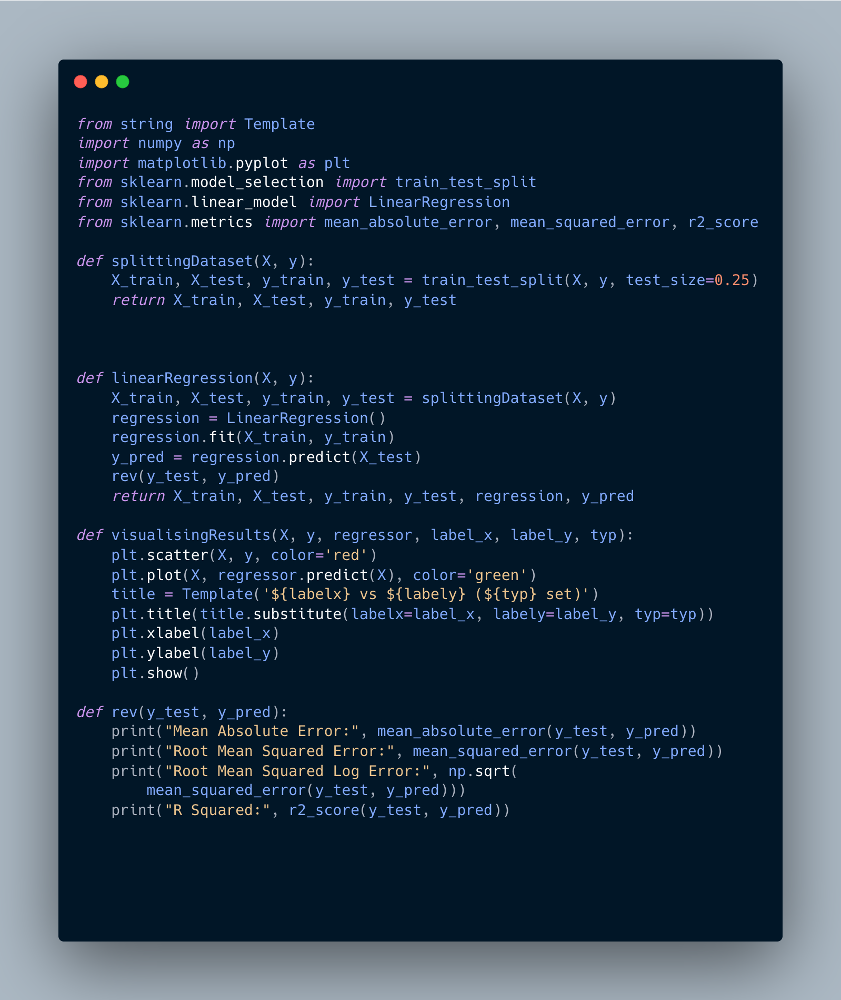 from string import Template
import numpy as np
import matplotlib.pyplot as plt
from sklearn.model_selection import train_test_split
from sklearn.linear_model import LinearRegression
from sklearn.metrics import mean_absolute_error, mean_squared_error, r2_score

def splittingDataset(X, y):
    X_train, X_test, y_train, y_test = train_test_split(X, y, test_size=0.25)
    return X_train, X_test, y_train, y_test

def linearRegression(X, y):
    X_train, X_test, y_train, y_test = splittingDataset(X, y)
    regression = LinearRegression()
    regression.fit(X_train, y_train)
    y_pred = regression.predict(X_test)
    rev(y_test, y_pred)
    return X_train, X_test, y_train, y_test, regression, y_pred

def visualisingResults(X, y, regressor, label_x, label_y, typ):
    plt.scatter(X, y, color='red')
    plt.plot(X, regressor.predict(X), color='green')
    title = Template('${labelx} vs ${labely} (${typ} set)')
    plt.title(title.substitute(labelx=label_x, labely=label_y, typ=typ))
    plt.xlabel(label_x)
    plt.ylabel(label_y)
    plt.show()

def rev(y_test, y_pred):
    print("Mean Absolute Error:", mean_absolute_error(y_test, y_pred))
    print("Root Mean Squared Error:", mean_squared_error(y_test, y_pred))
    print("Root Mean Squared Log Error:", np.sqrt(
        mean_squared_error(y_test, y_pred)))
    print("R Squared:", r2_score(y_test, y_pred))